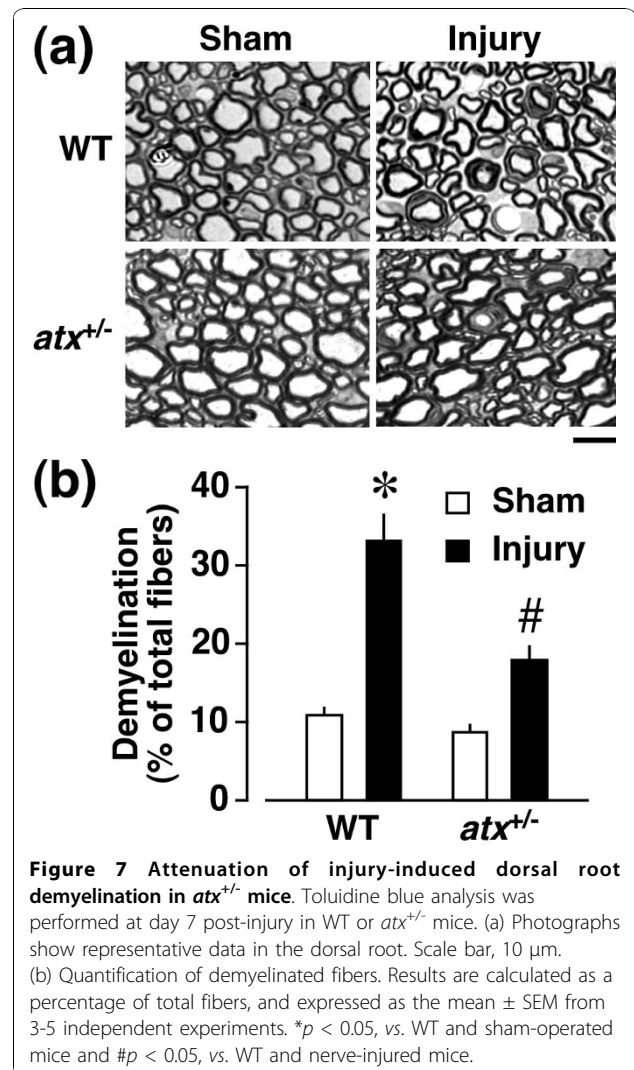 (a)
Sham Injury
WT
atx+/-
(b)
Demyelination
(% of total fibers)
40
30
20
10
0
*
#
Sham
Injury
WT atx+/-
Figure 7 Attenuation of injury-induced dorsal root
demyelination in atx+/- mice. Toluidine blue analysis was
performed at day 7 post-injury in WT or atx+/- mice. (a) Photographs
show representative data in the dorsal root. Scale bar, 10 μm.
(b) Quantification of demyelinated fibers. Results are calculated as a
percentage of total fibers, and expressed as the mean ± SEM from
3-5 independent experiments. *p < 0.05, vs. WT and sham-operated
mice and #p < 0.05, vs. WT and nerve-injured mice.